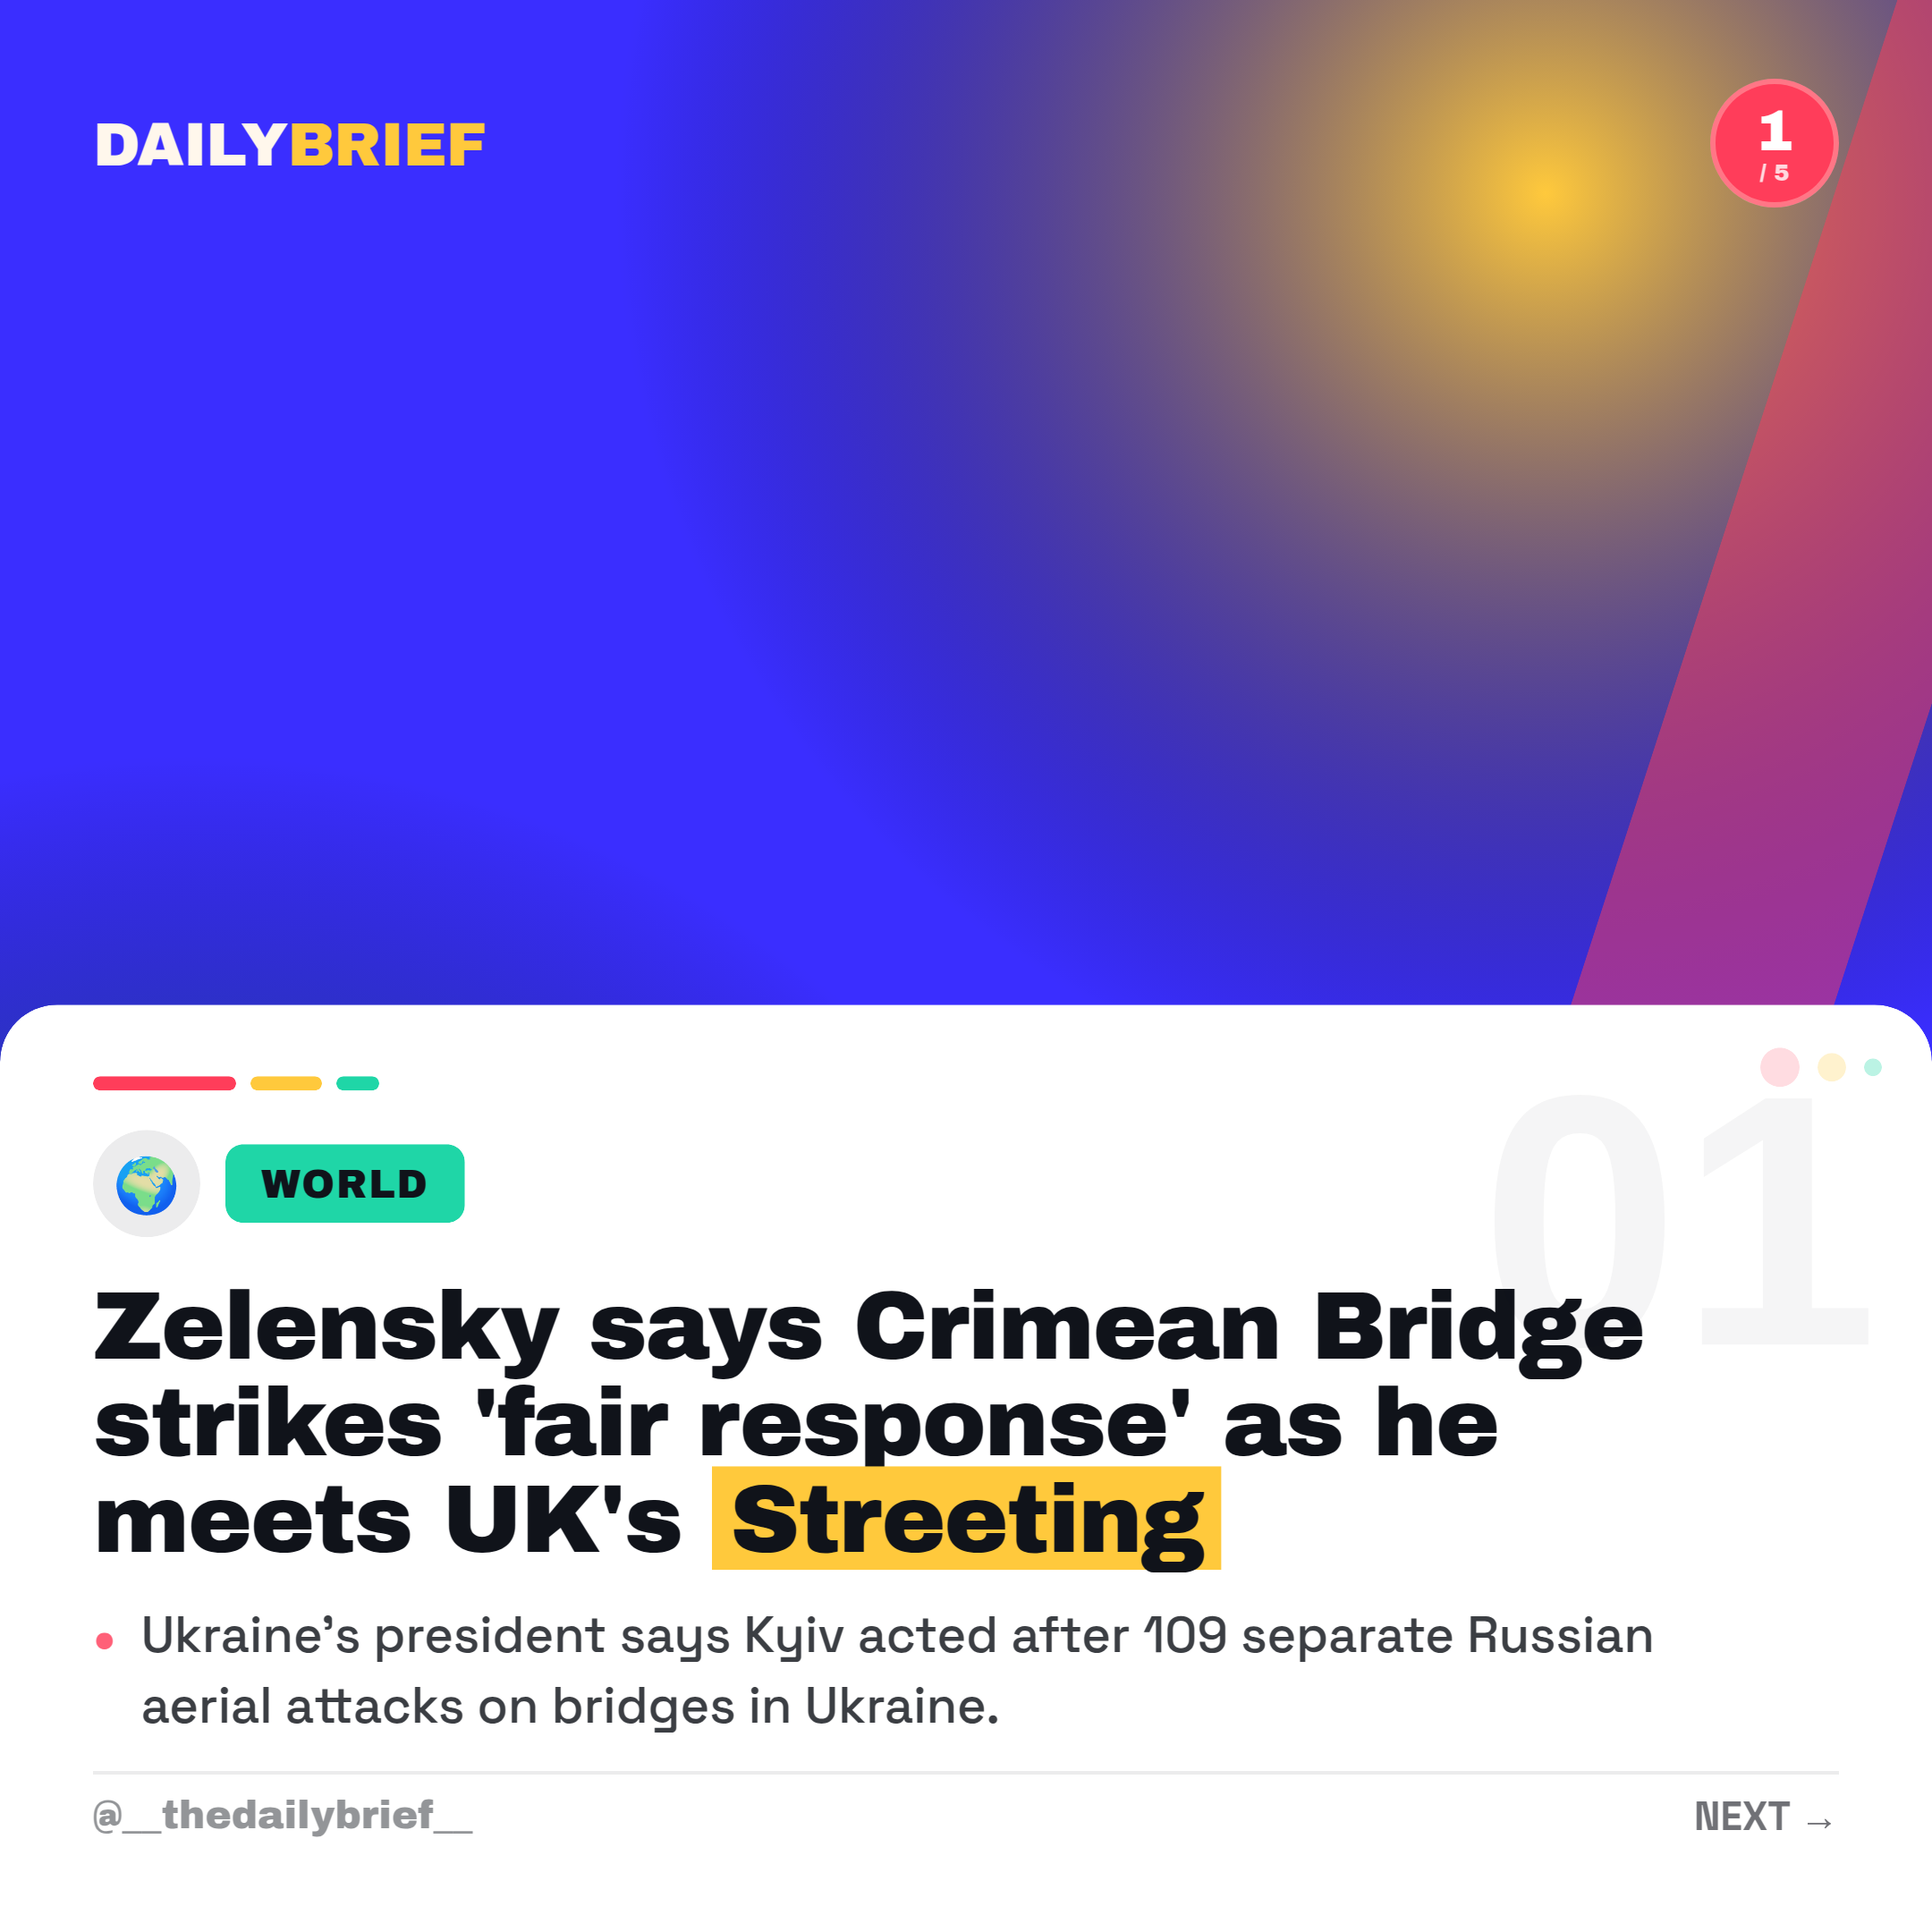 DAILYBRIEF
1
/ 5
01
WORLD
Zelensky says Crimean Bridge
strikes 'fair response' as he
meets UK's Streeting
Ukraine’s president says Kyiv acted after 109 separate Russian
aerial attacks on bridges in Ukraine.
@__thedailybrief__
NEXT →